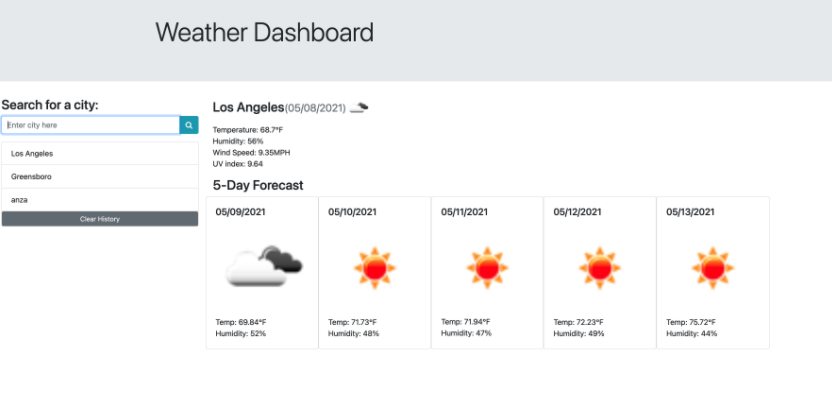 Weather Dashboard
Search for a city:
Enter city here
Los Angeles
Greensboro
anza
Clear History
Los Angeles(05/08/2021)
Temperature: 68.7°F
Humidity: 56%
Wind Speed: 9.35MPH
UV index: 9.64
5-Day Forecast
05/09/2021
Temp: 69.84°F
Humidity: 52%
05/10/2021
Temp: 71.73°F
Humidity: 48%
05/11/2021
Temp: 71.94°F
Humidity: 47%
05/12/2021
Temp: 72.23°F
Humidity: 49%
05/13/2021
Temp: 75.72°F
Humidity: 44%